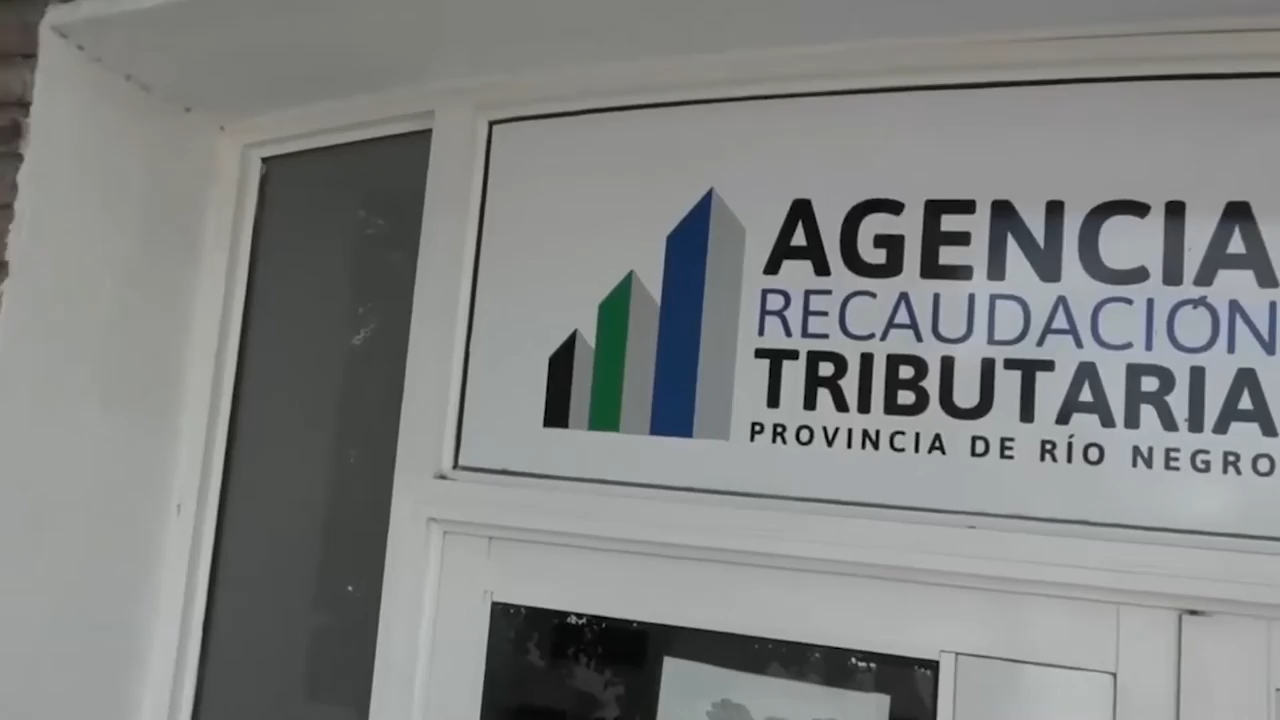 AGENCIA
RECAUDACIÓN
TRIBUTARIA
PROVINCIA DE RÍO NEGRO